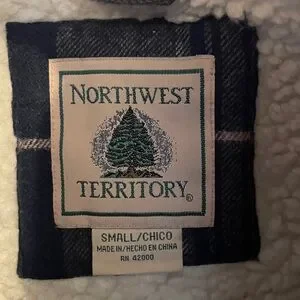 NORTHWEST
TERRITORY®
SMALL/CHICO
MADE IN/HECHO EN CHINA
RN 42000